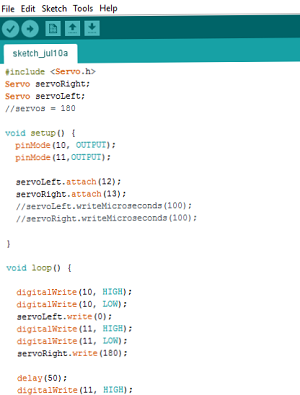 File Edit Sketch Tools Help
sketch_jul10a
#include <Servo.h>
Servo servoRight;
Servo servoLeft;
//servos = 180
void setup() {
pinMode(10, OUTPUT);
pinMode(11,OUTPUT);
servoLeft.attach(12);
servoRight.attach(13);
//servoLeft.writeMicroseconds(100);
//servoRight.writeMicroseconds(100);
}
void loop() {
digitalWrite(10, HIGH);
digitalWrite(10, LOW);
servoLeft.write(0);
digitalWrite(11, HIGH);
digitalWrite(11, LOW);
servoRight.write(180);
delay(50);
digitalWrite(11, HIGH);